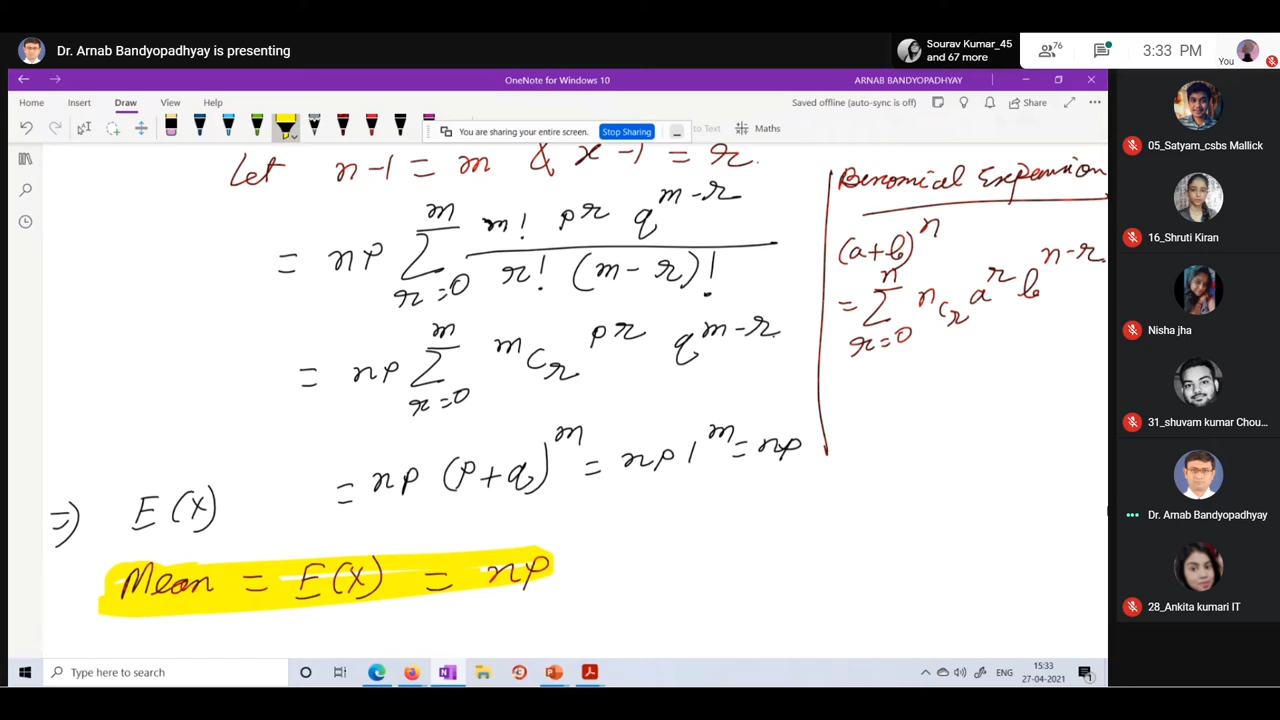 Dr. Arnab Bandyopadhyay is presenting
Sourav Kumar_45
and 67 more
76
3:33 PM
You
OneNote for Windows 10
ARNAB BANDYOPADHYAY
Home Insert Draw View Help
Saved offline (auto-sync is off)
Share
You are sharing your entire screen.
Stop Sharing
to Text
Maths
Let n-1 = m & x-1 = r.
= np ∑_{r=0}^{m} m! p^r q^{m-r} / r! (m-r)!
= np ∑_{r=0}^{m} ^mC_r p^r q^{m-r}
= np (p+q)^m = np 1^m = np
=> E(X)
Mean = E(X) = np
Binomial Expansion
(a+b)^n
= ∑_{r=0}^{n} ^nC_r a^r b^{n-r}
05_Satyam_csbs Mallick
16_Shruti Kiran
Nisha jha
31_shuvam kumar Chou...
Dr. Arnab Bandyopadhyay
28_Ankita kumari IT
Type here to search
ENG
15:33
27-04-2021
1